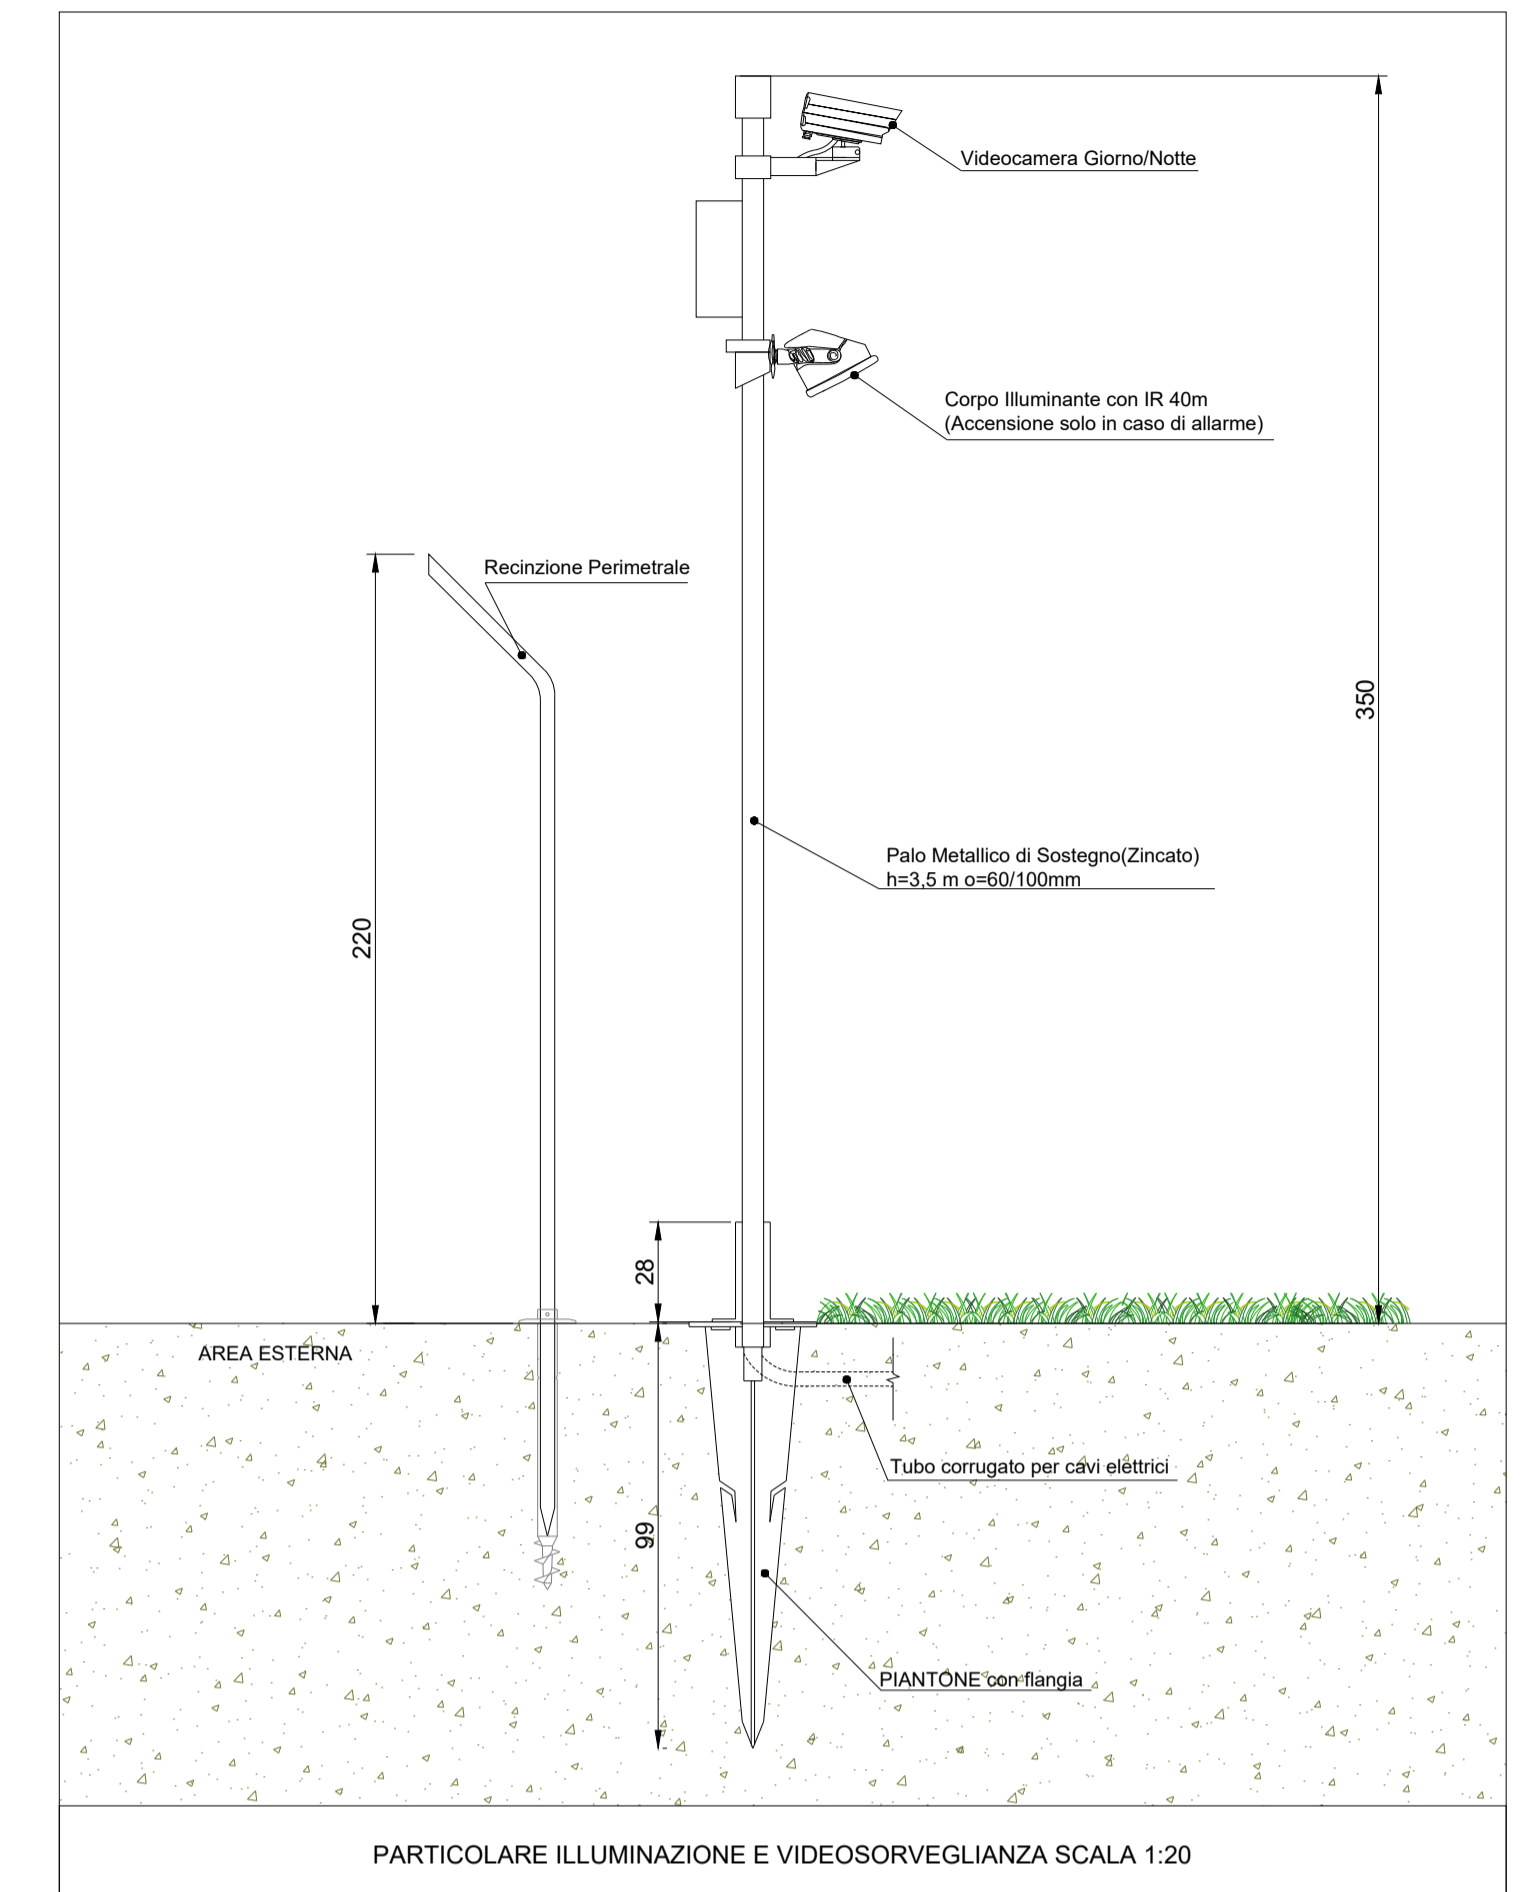 Videocamera Giorno/Notte
Corpo Illuminante con IR 40m
(Accensione solo in caso di allarme)
Recinzione Perimetrale
350
Palo Metallico di Sostegno(Zincato)
h=3,5 m o=60/100mm
220
28
AREA ESTERNA
Tubo corrugato per cavi elettrici
99
PIANTONE con flangia
PARTICOLARE ILLUMINAZIONE E VIDEOSORVEGLIANZA SCALA 1:20